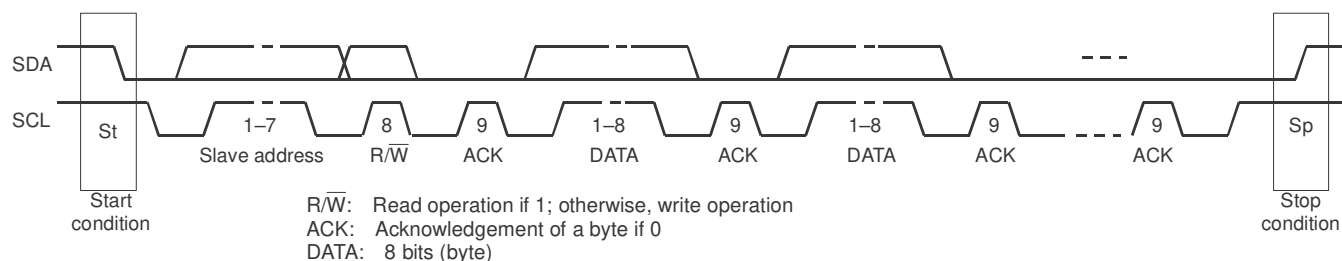 SDA
SCL
St 1–7 8 9 1–8 9 1–8 9 9 Sp
Slave address R/W̅ ACK DATA ACK DATA ACK ACK
Start condition
Stop condition
R/W̅: Read operation if 1; otherwise, write operation
ACK: Acknowledgement of a byte if 0
DATA: 8 bits (byte)